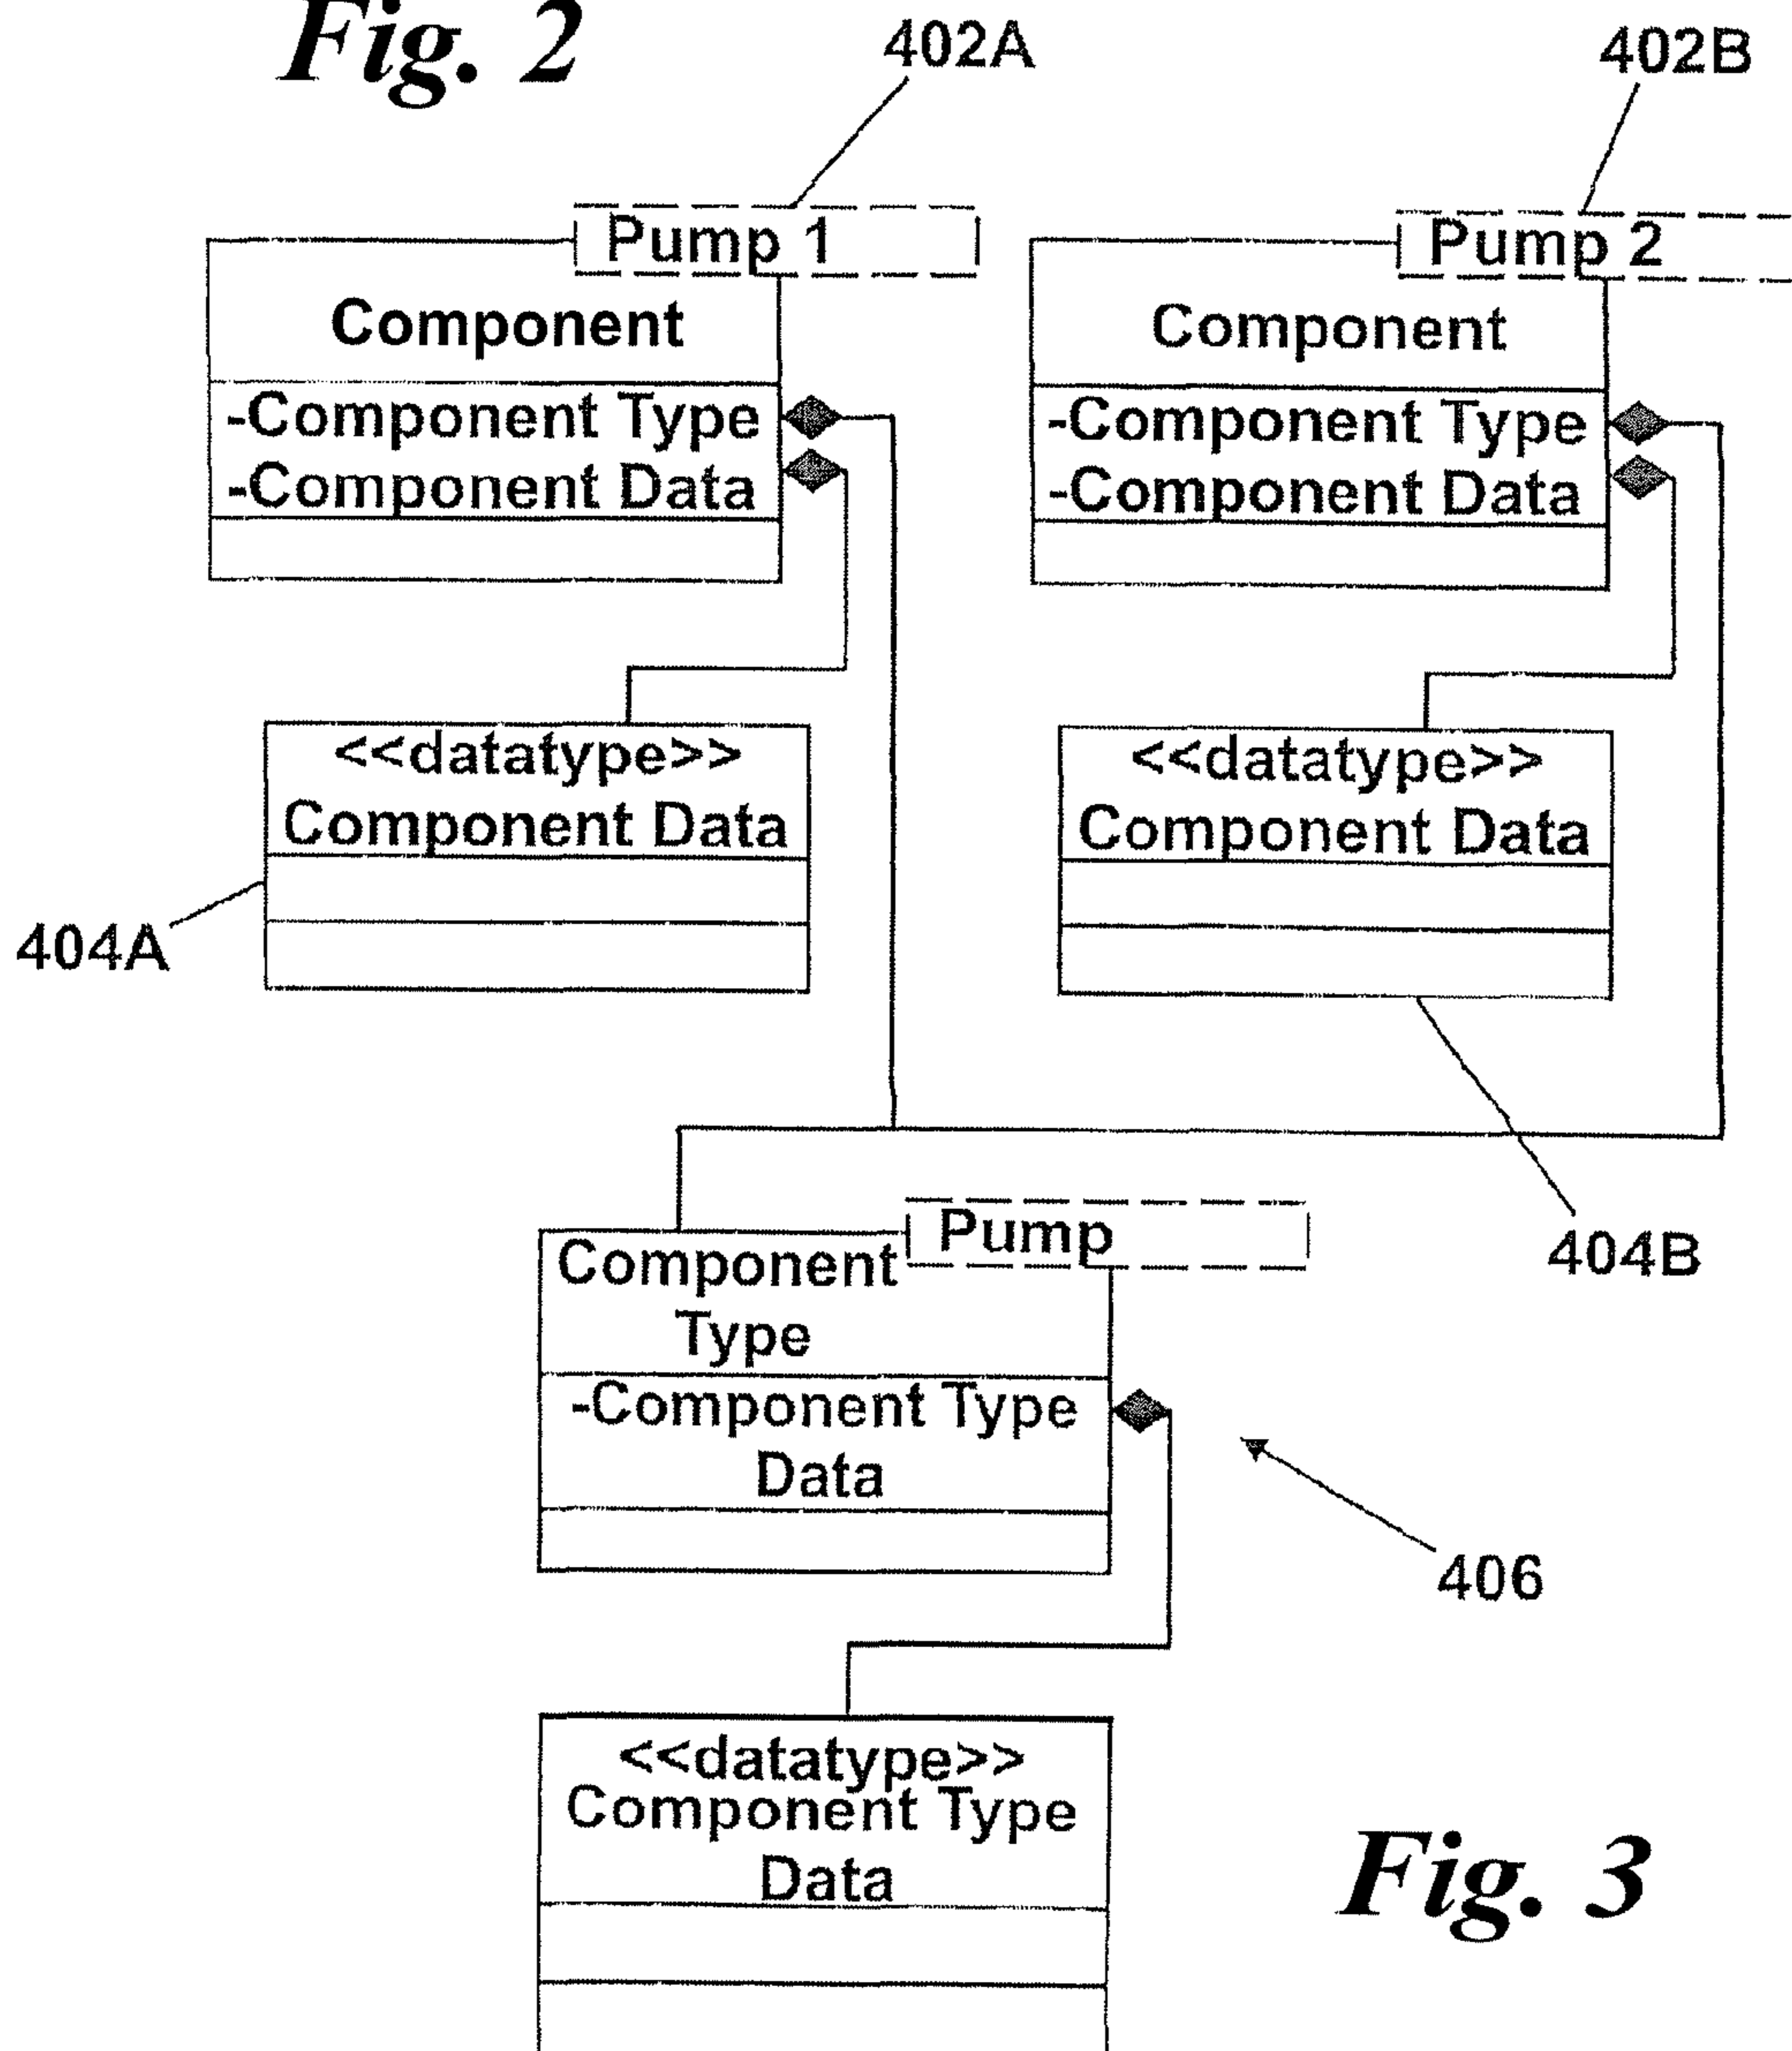 Fig. 2
402A
402B
Pump 1
Pump 2
Component
Component
-Component Type
-Component Data
-Component Type
-Component Data
<<datatype>>
Component Data
<<datatype>>
Component Data
404A
404B
Pump
Component
Type
-Component Type
Data
406
<<datatype>>
Component Type
Data
Fig. 3